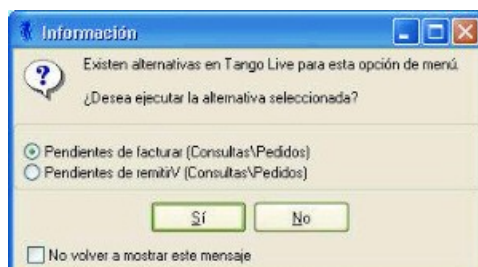 Información
Existen alternativas en Tango Live para esta opción de menú.
¿Desea ejecutar la alternativa seleccionada?
Pendientes de facturar (Consultas\Pedidos)
Pendientes de remitirV (Consultas\Pedidos)
Sí
No
No volver a mostrar este mensaje